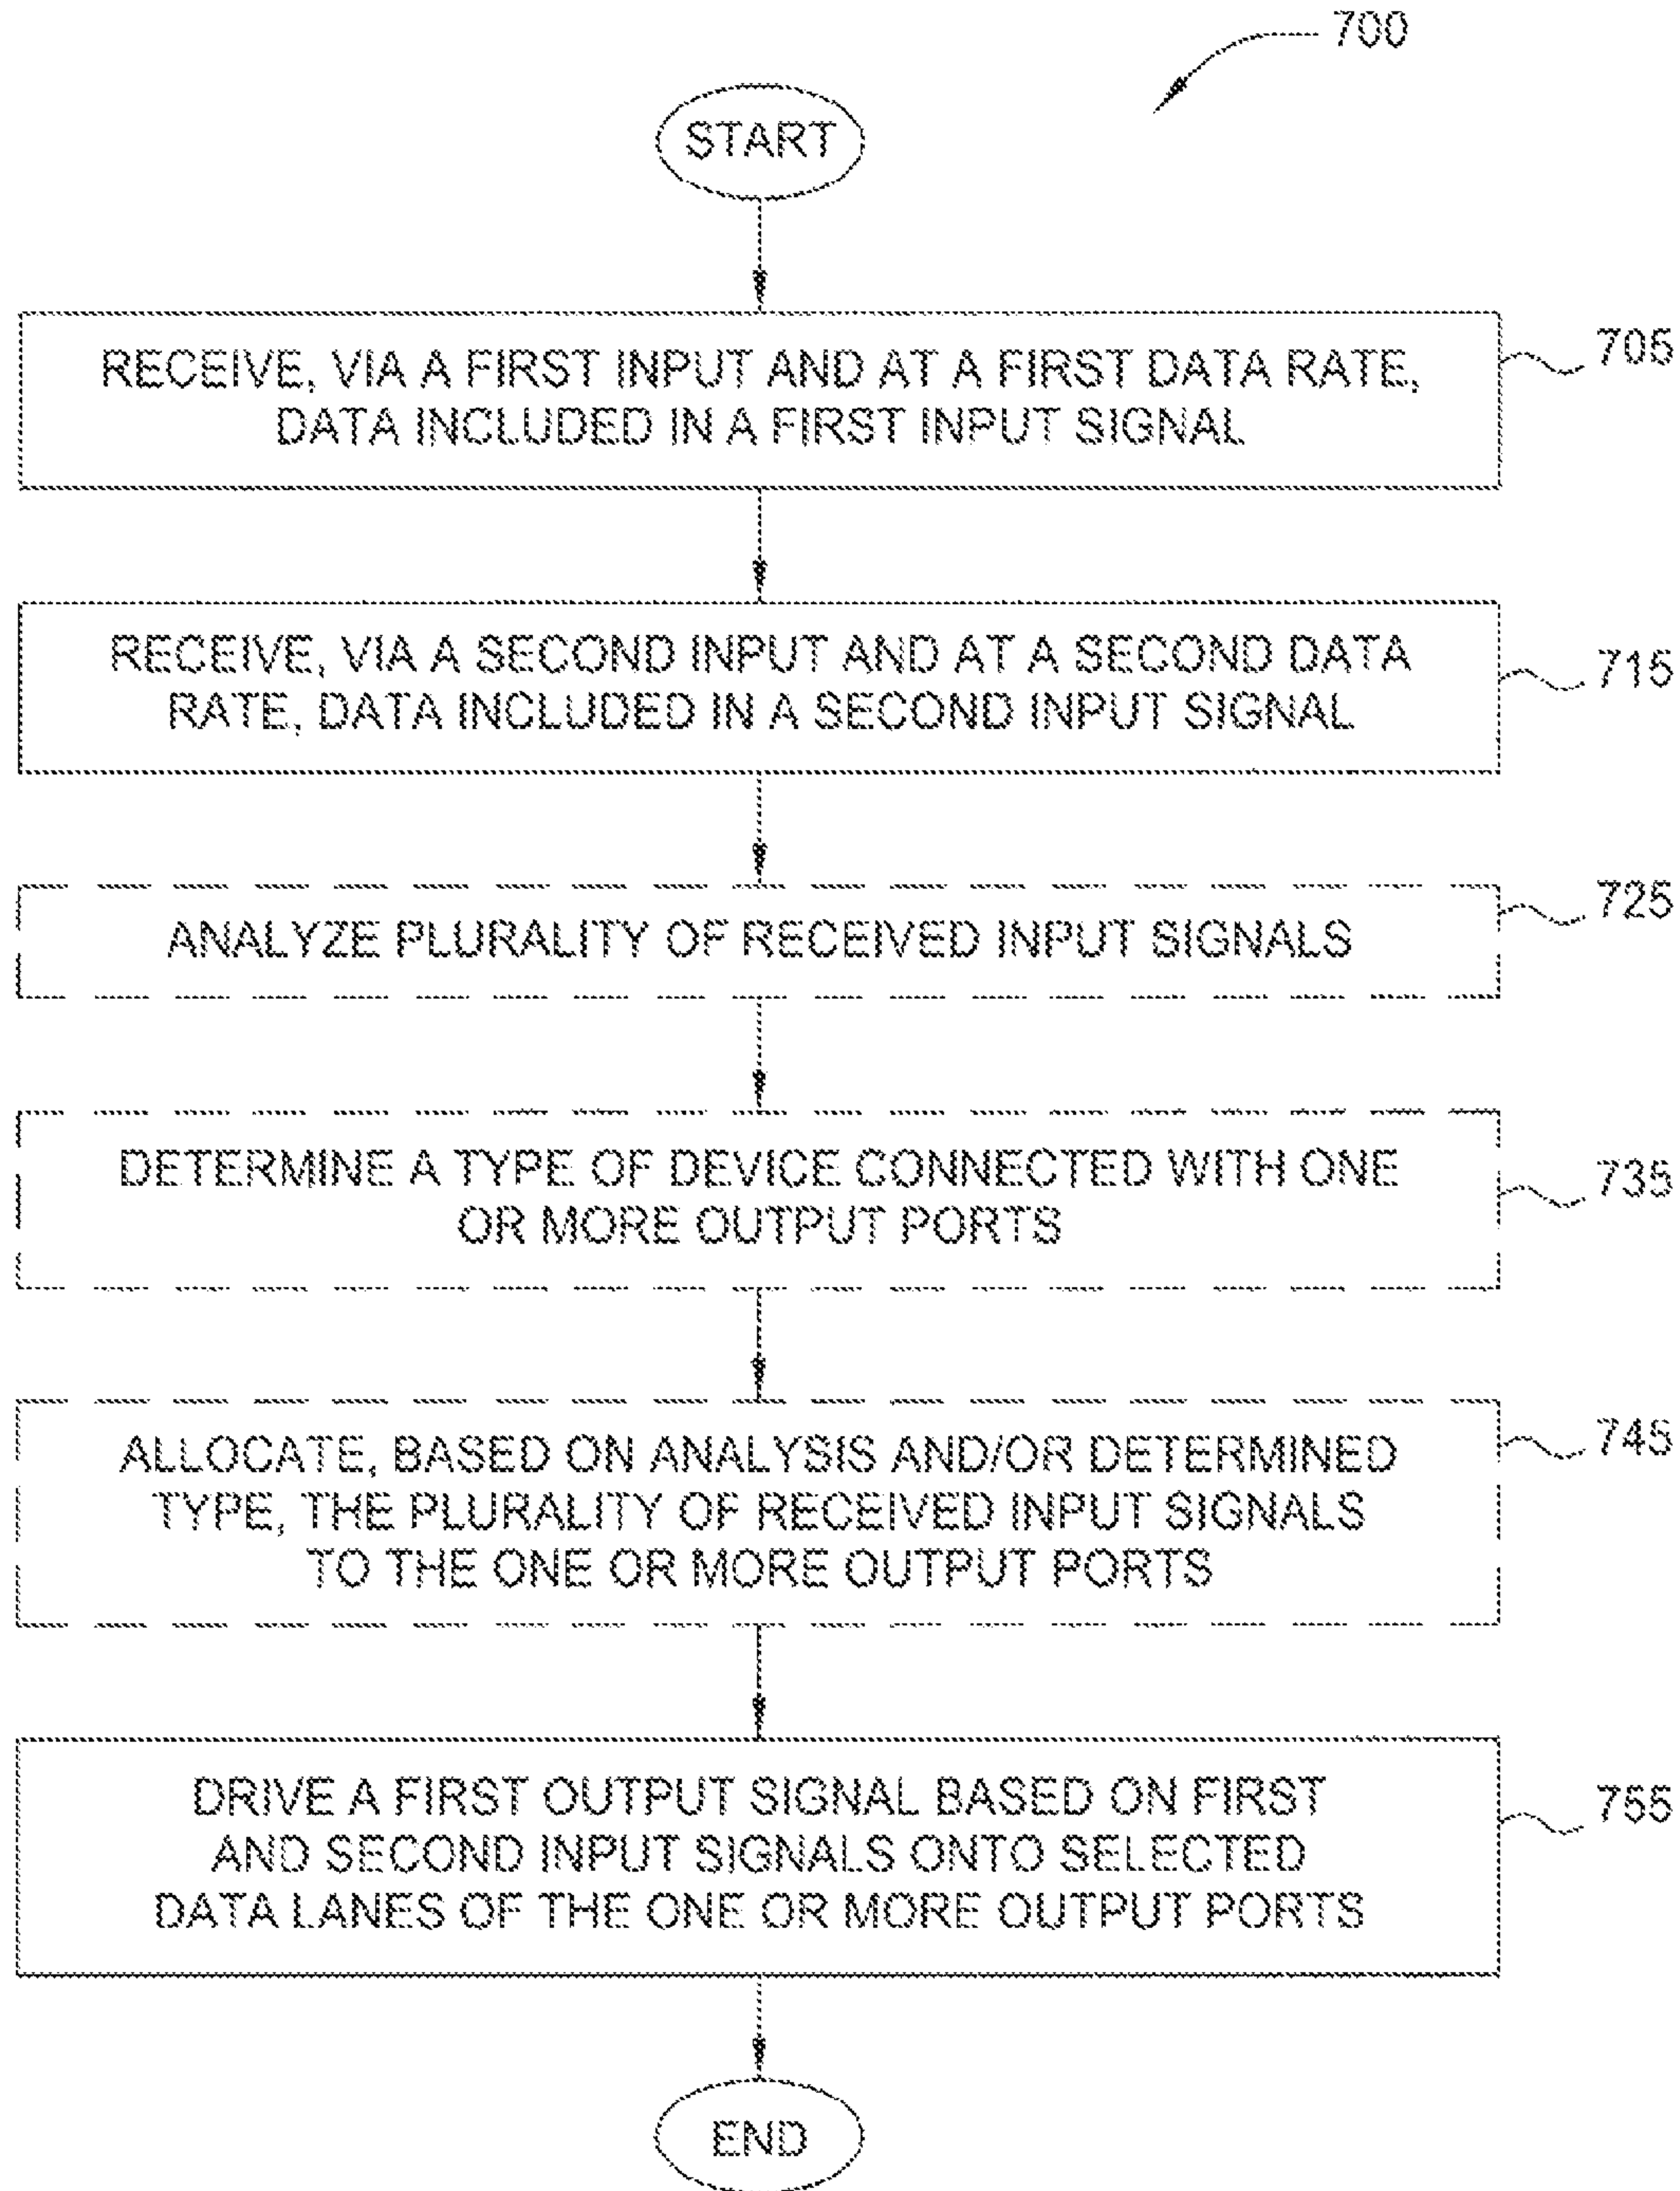 700
START
RECEIVE, VIA A FIRST INPUT AND AT A FIRST DATA RATE,
DATA INCLUDED IN A FIRST INPUT SIGNAL
705
RECEIVE, VIA A SECOND INPUT AND AT A SECOND DATA
RATE, DATA INCLUDED IN A SECOND INPUT SIGNAL
715
ANALYZE PLURALITY OF RECEIVED INPUT SIGNALS
725
DETERMINE A TYPE OF DEVICE CONNECTED WITH ONE
OR MORE OUTPUT PORTS
735
ALLOCATE, BASED ON ANALYSIS AND/OR DETERMINED
TYPE, THE PLURALITY OF RECEIVED INPUT SIGNALS
TO THE ONE OR MORE OUTPUT PORTS
745
DRIVE A FIRST OUTPUT SIGNAL BASED ON FIRST
AND SECOND INPUT SIGNALS ONTO SELECTED
DATA LANES OF THE ONE OR MORE OUTPUT PORTS
755
END